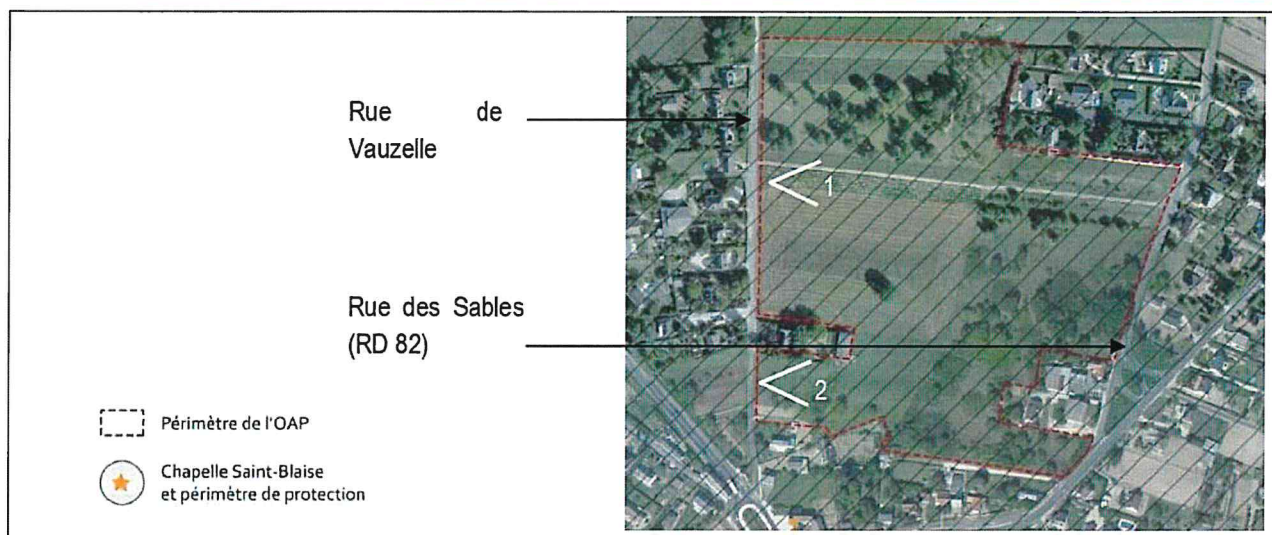 Rue de
Vauzelle
1
Rue des Sables
(RD 82)
2
Périmètre de l'OAP
Chapelle Saint-Blaise
et périmètre de protection